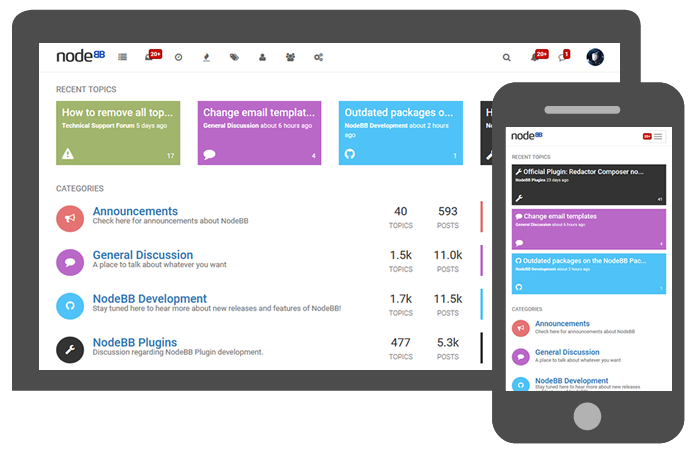 nodeBB
20+
20+
1
RECENT TOPICS
How to remove all top...
Technical Support Forum 5 days ago
17
Change email templat...
General Discussion about 6 hours ago
4
Outdated packages o...
NodeBB Development about 2 hours
ago
1
CATEGORIES
Announcements
Check here for announcements about NodeBB
40
TOPICS
593
POSTS
General Discussion
A place to talk about whatever you want
1.5k
TOPICS
11.0k
POSTS
NodeBB Development
Stay tuned here to hear more about new releases and features of NodeBB!
1.7k
TOPICS
11.5k
POSTS
NodeBB Plugins
Discussion regarding NodeBB Plugin development.
477
TOPICS
5.3k
POSTS
nodeBB
20+
RECENT TOPICS
Official Plugin: Redactor Composer no...
NodeBB Plugins 23 days ago
41
Change email templates
General Discussion about 6 hours ago
4
Outdated packages on the NodeBB Pac...
NodeBB Development about 2 hours ago
1
CATEGORIES
Announcements
Check here for announcements about NodeBB
General Discussion
A place to talk about whatever you want
NodeBB Development
Stay tuned here to hear more about new releases